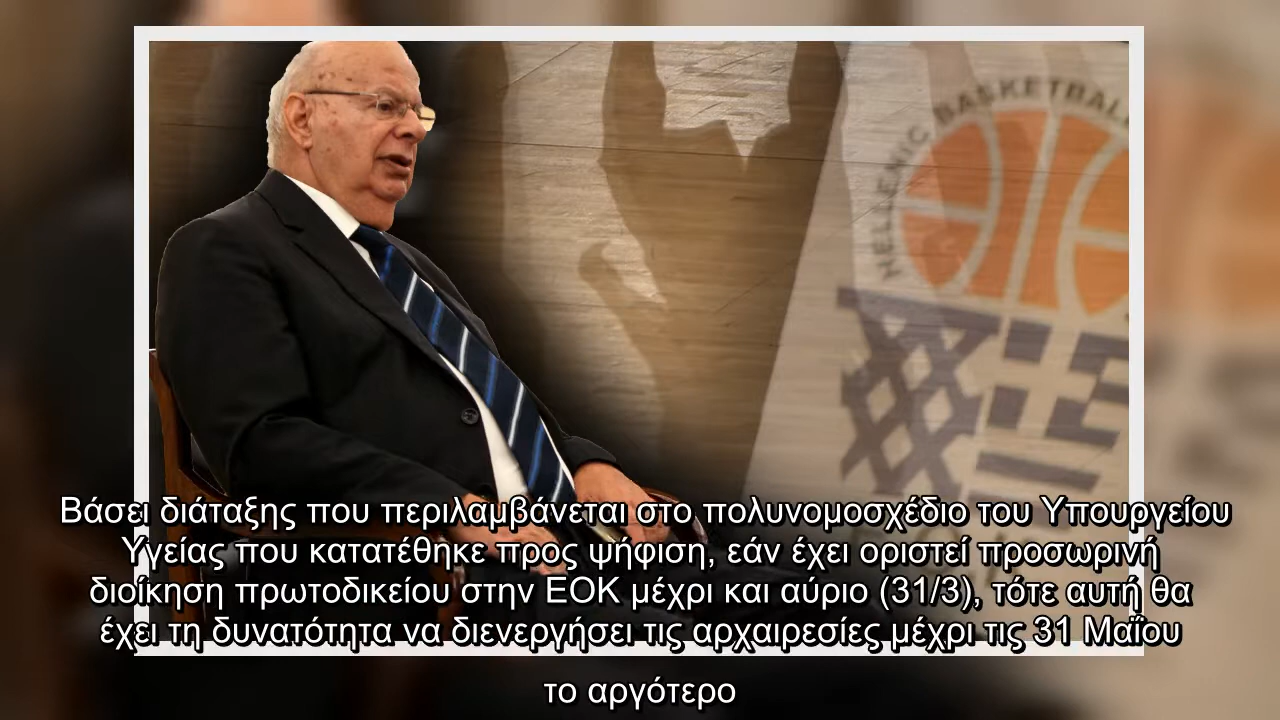 HELLENIC BASKETBALL
Βάσει διάταξης που περιλαμβάνεται στο πολυνομοσχέδιο του Υπουργείου
Υγείας που κατατέθηκε προς ψήφιση, εάν έχει οριστεί προσωρινή
διοίκηση πρωτοδικείου στην ΕΟΚ μέχρι και αύριο (31/3), τότε αυτή θα
έχει τη δυνατότητα να διενεργήσει τις αρχαιρεσίες μέχρι τις 31 Μαΐου
το αργότερο